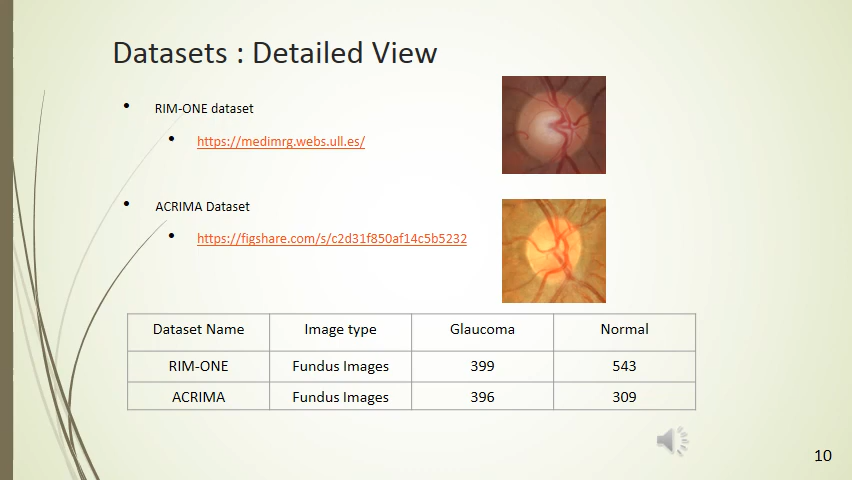 Datasets : Detailed View
• RIM-ONE dataset
• https://medimrg.webs.ull.es/
• ACRIMA Dataset
• https://figshare.com/s/c2d31f850af14c5b5232
Dataset Name Image type Glaucoma Normal
RIM-ONE Fundus Images 399 543
ACRIMA Fundus Images 396 309
10